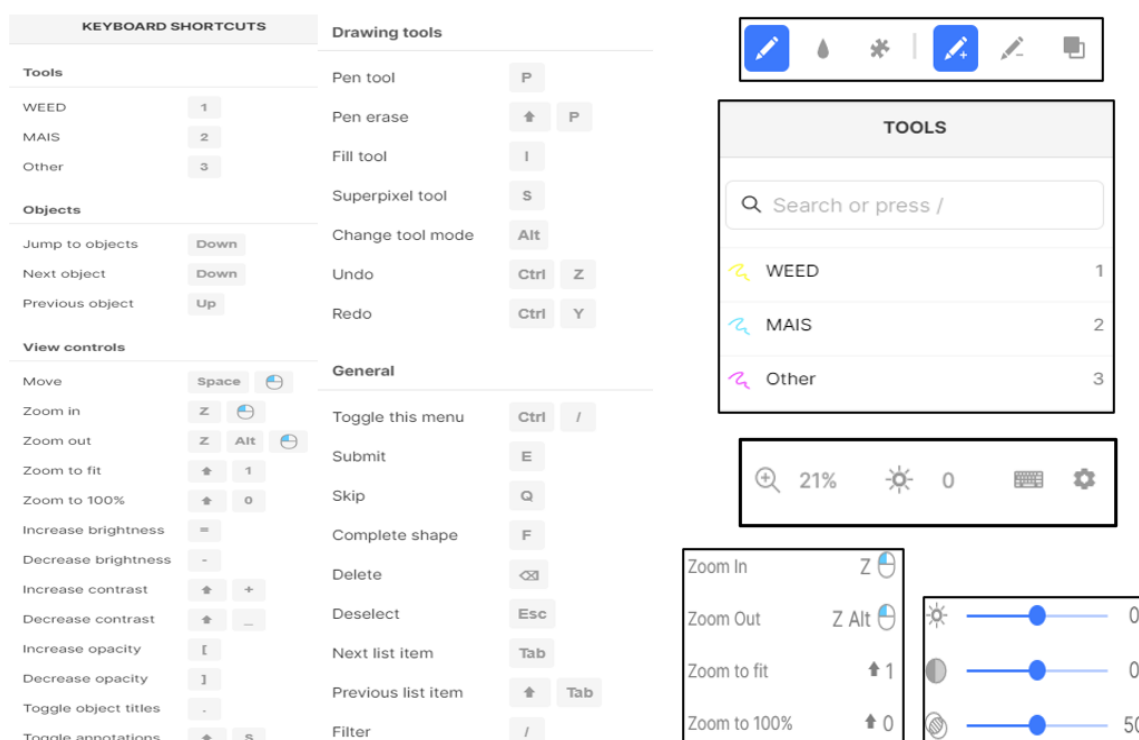 KEYBOARD SHORTCUTS
Tools
WEED 1
MAIS 2
Other 3
Objects
Jump to objects Down
Next object Down
Previous object Up
View controls
Move Space
Zoom in Z
Zoom out Z Alt
Zoom to fit 1
Zoom to 100% 0
Increase brightness =
Decrease brightness -
Increase contrast +
Decrease contrast _
Increase opacity [
Decrease opacity ]
Toggle object titles .
Toggle annotations S
Drawing tools
Pen tool P
Pen erase P
Fill tool I
Superpixel tool S
Change tool mode Alt
Undo Ctrl Z
Redo Ctrl Y
General
Toggle this menu Ctrl /
Submit E
Skip Q
Complete shape F
Delete
Deselect Esc
Next list item Tab
Previous list item Tab
Filter /
TOOLS
Search or press /
WEED 1
MAIS 2
Other 3
21% 0
Zoom In Z
Zoom Out Z Alt
Zoom to fit 1
Zoom to 100% 0
0
0
50